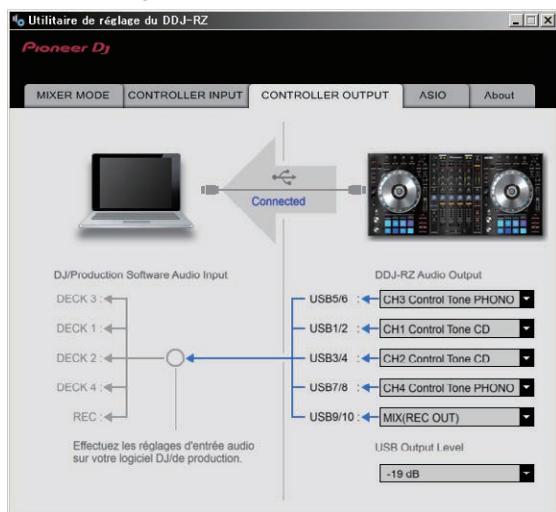 Utilitaire de réglage du DDJ-RZ
Pioneer Dj
MIXER MODE
CONTROLLER INPUT
CONTROLLER OUTPUT
ASIO
About
Connected
DJ/Production Software Audio Input
DDJ-RZ Audio Output
DECK 3 :
USB5/6 :
CH3 Control Tone PHONO
DECK 1 :
USB1/2 :
CH1 Control Tone CD
DECK 2 :
USB3/4 :
CH2 Control Tone CD
DECK 4 :
USB7/8 :
CH4 Control Tone PHONO
REC :
USB9/10 :
MIX(REC OUT)
Effectuez les réglages d'entrée audio
sur votre logiciel DJ/de production.
USB Output Level
-19 dB